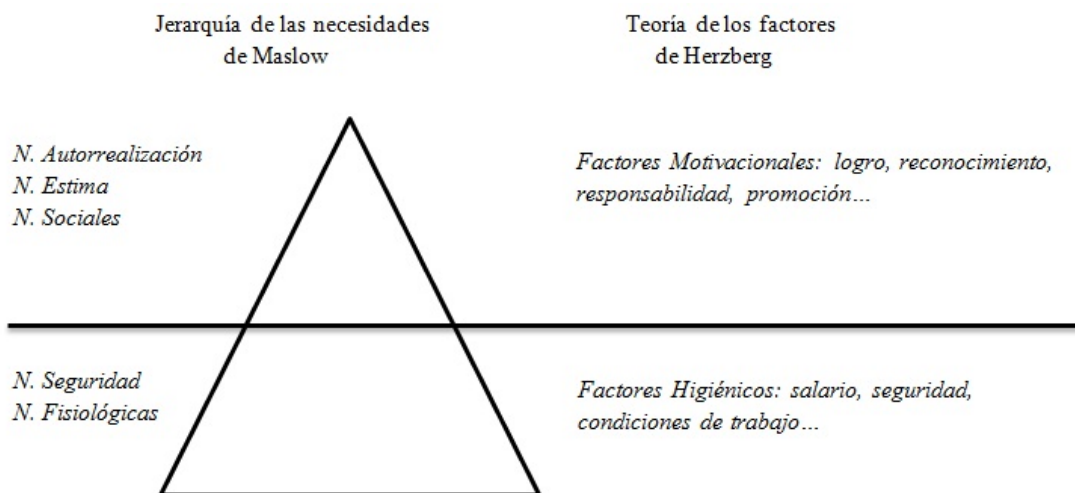 Jerarquía de las necesidades
de Maslow
Teoría de los factores
de Herzberg
N. Autorrealización
N. Estima
N. Sociales
Factores Motivacionales: logro, reconocimiento,
responsabilidad, promoción...
N. Seguridad
N. Fisiológicas
Factores Higiénicos: salario, seguridad,
condiciones de trabajo...